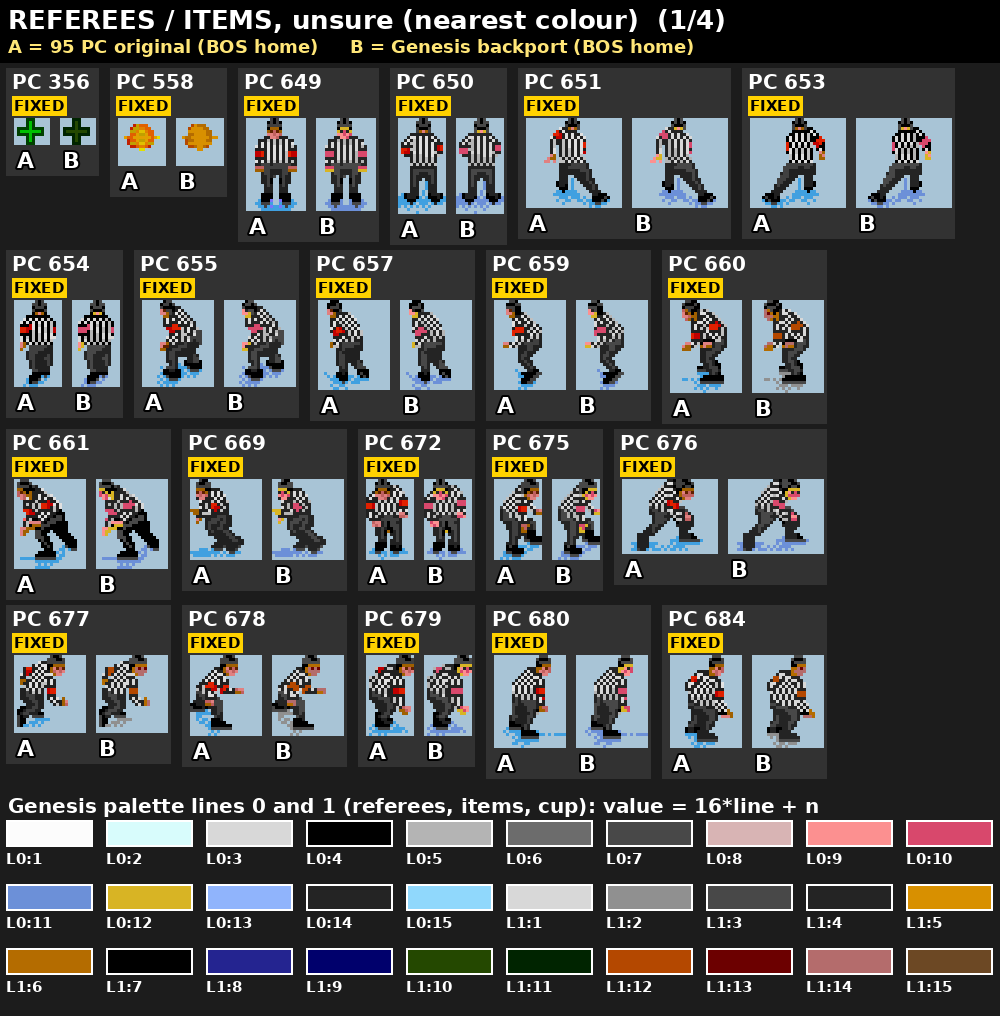 REFEREES / ITEMS, unsure (nearest colour)  (1/4)
A = 95 PC original (BOS home)     B = Genesis backport (BOS home)
PC 356 PC 558 PC 649 PC 650 PC 651 PC 653
FIXED FIXED FIXED FIXED FIXED FIXED
A B A B A B A B A B A B
PC 654 PC 655 PC 657 PC 659 PC 660
FIXED FIXED FIXED FIXED FIXED
A B A B A B A B A B
PC 661 PC 669 PC 672 PC 675 PC 676
FIXED FIXED FIXED FIXED FIXED
A B A B A B A B A B
PC 677 PC 678 PC 679 PC 680 PC 684
FIXED FIXED FIXED FIXED FIXED
A B A B A B A B A B
Genesis palette lines 0 and 1 (referees, items, cup): value = 16*line + n
L0:1 L0:2 L0:3 L0:4 L0:5 L0:6 L0:7 L0:8 L0:9 L0:10
L0:11 L0:12 L0:13 L0:14 L0:15 L1:1 L1:2 L1:3 L1:4 L1:5
L1:6 L1:7 L1:8 L1:9 L1:10 L1:11 L1:12 L1:13 L1:14 L1:15